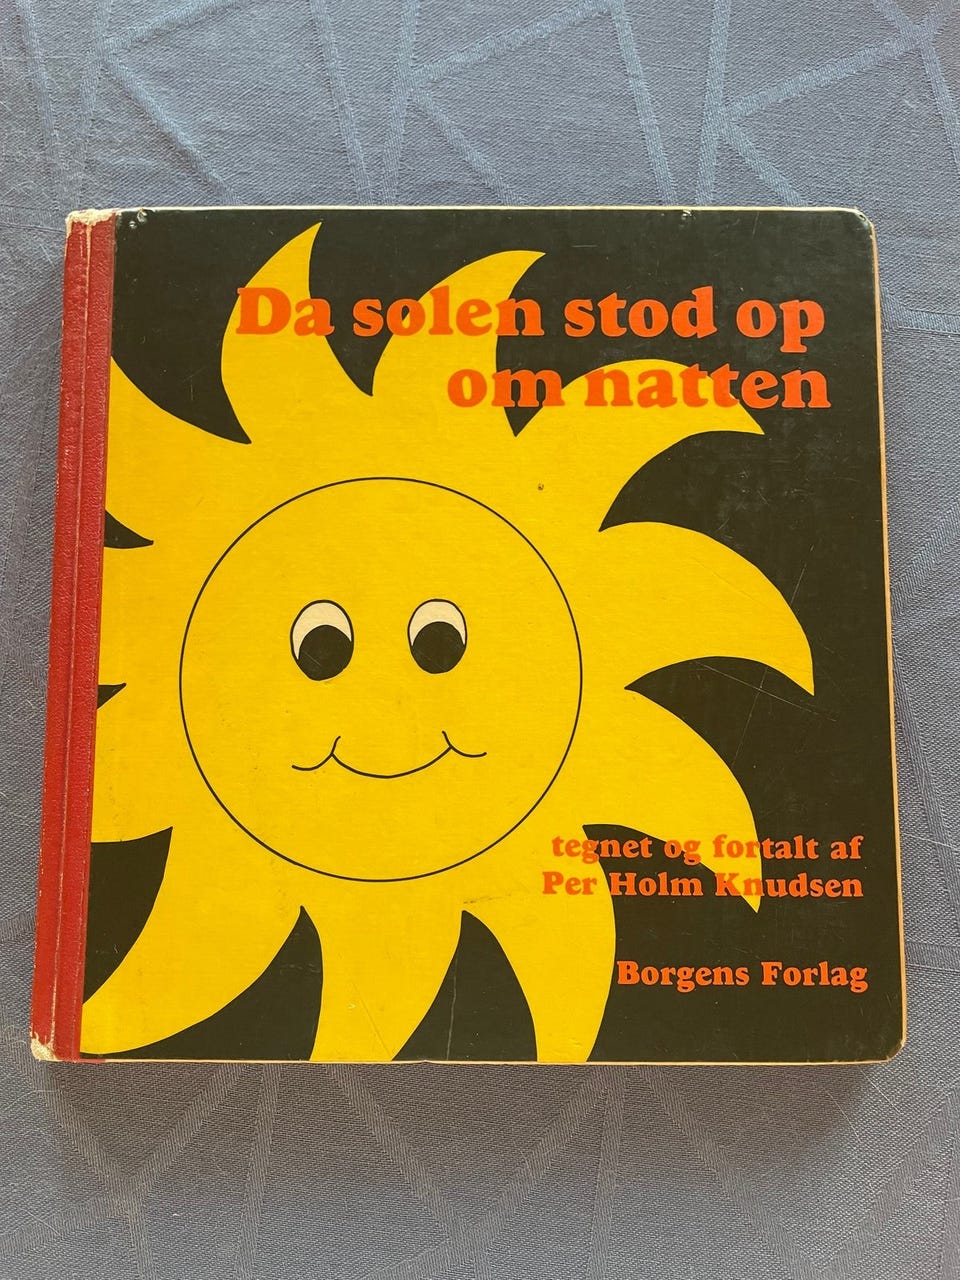 Da solen stod op
om natten
tegnet og fortalt af
Per Holm Knudsen
Borgens Forlag